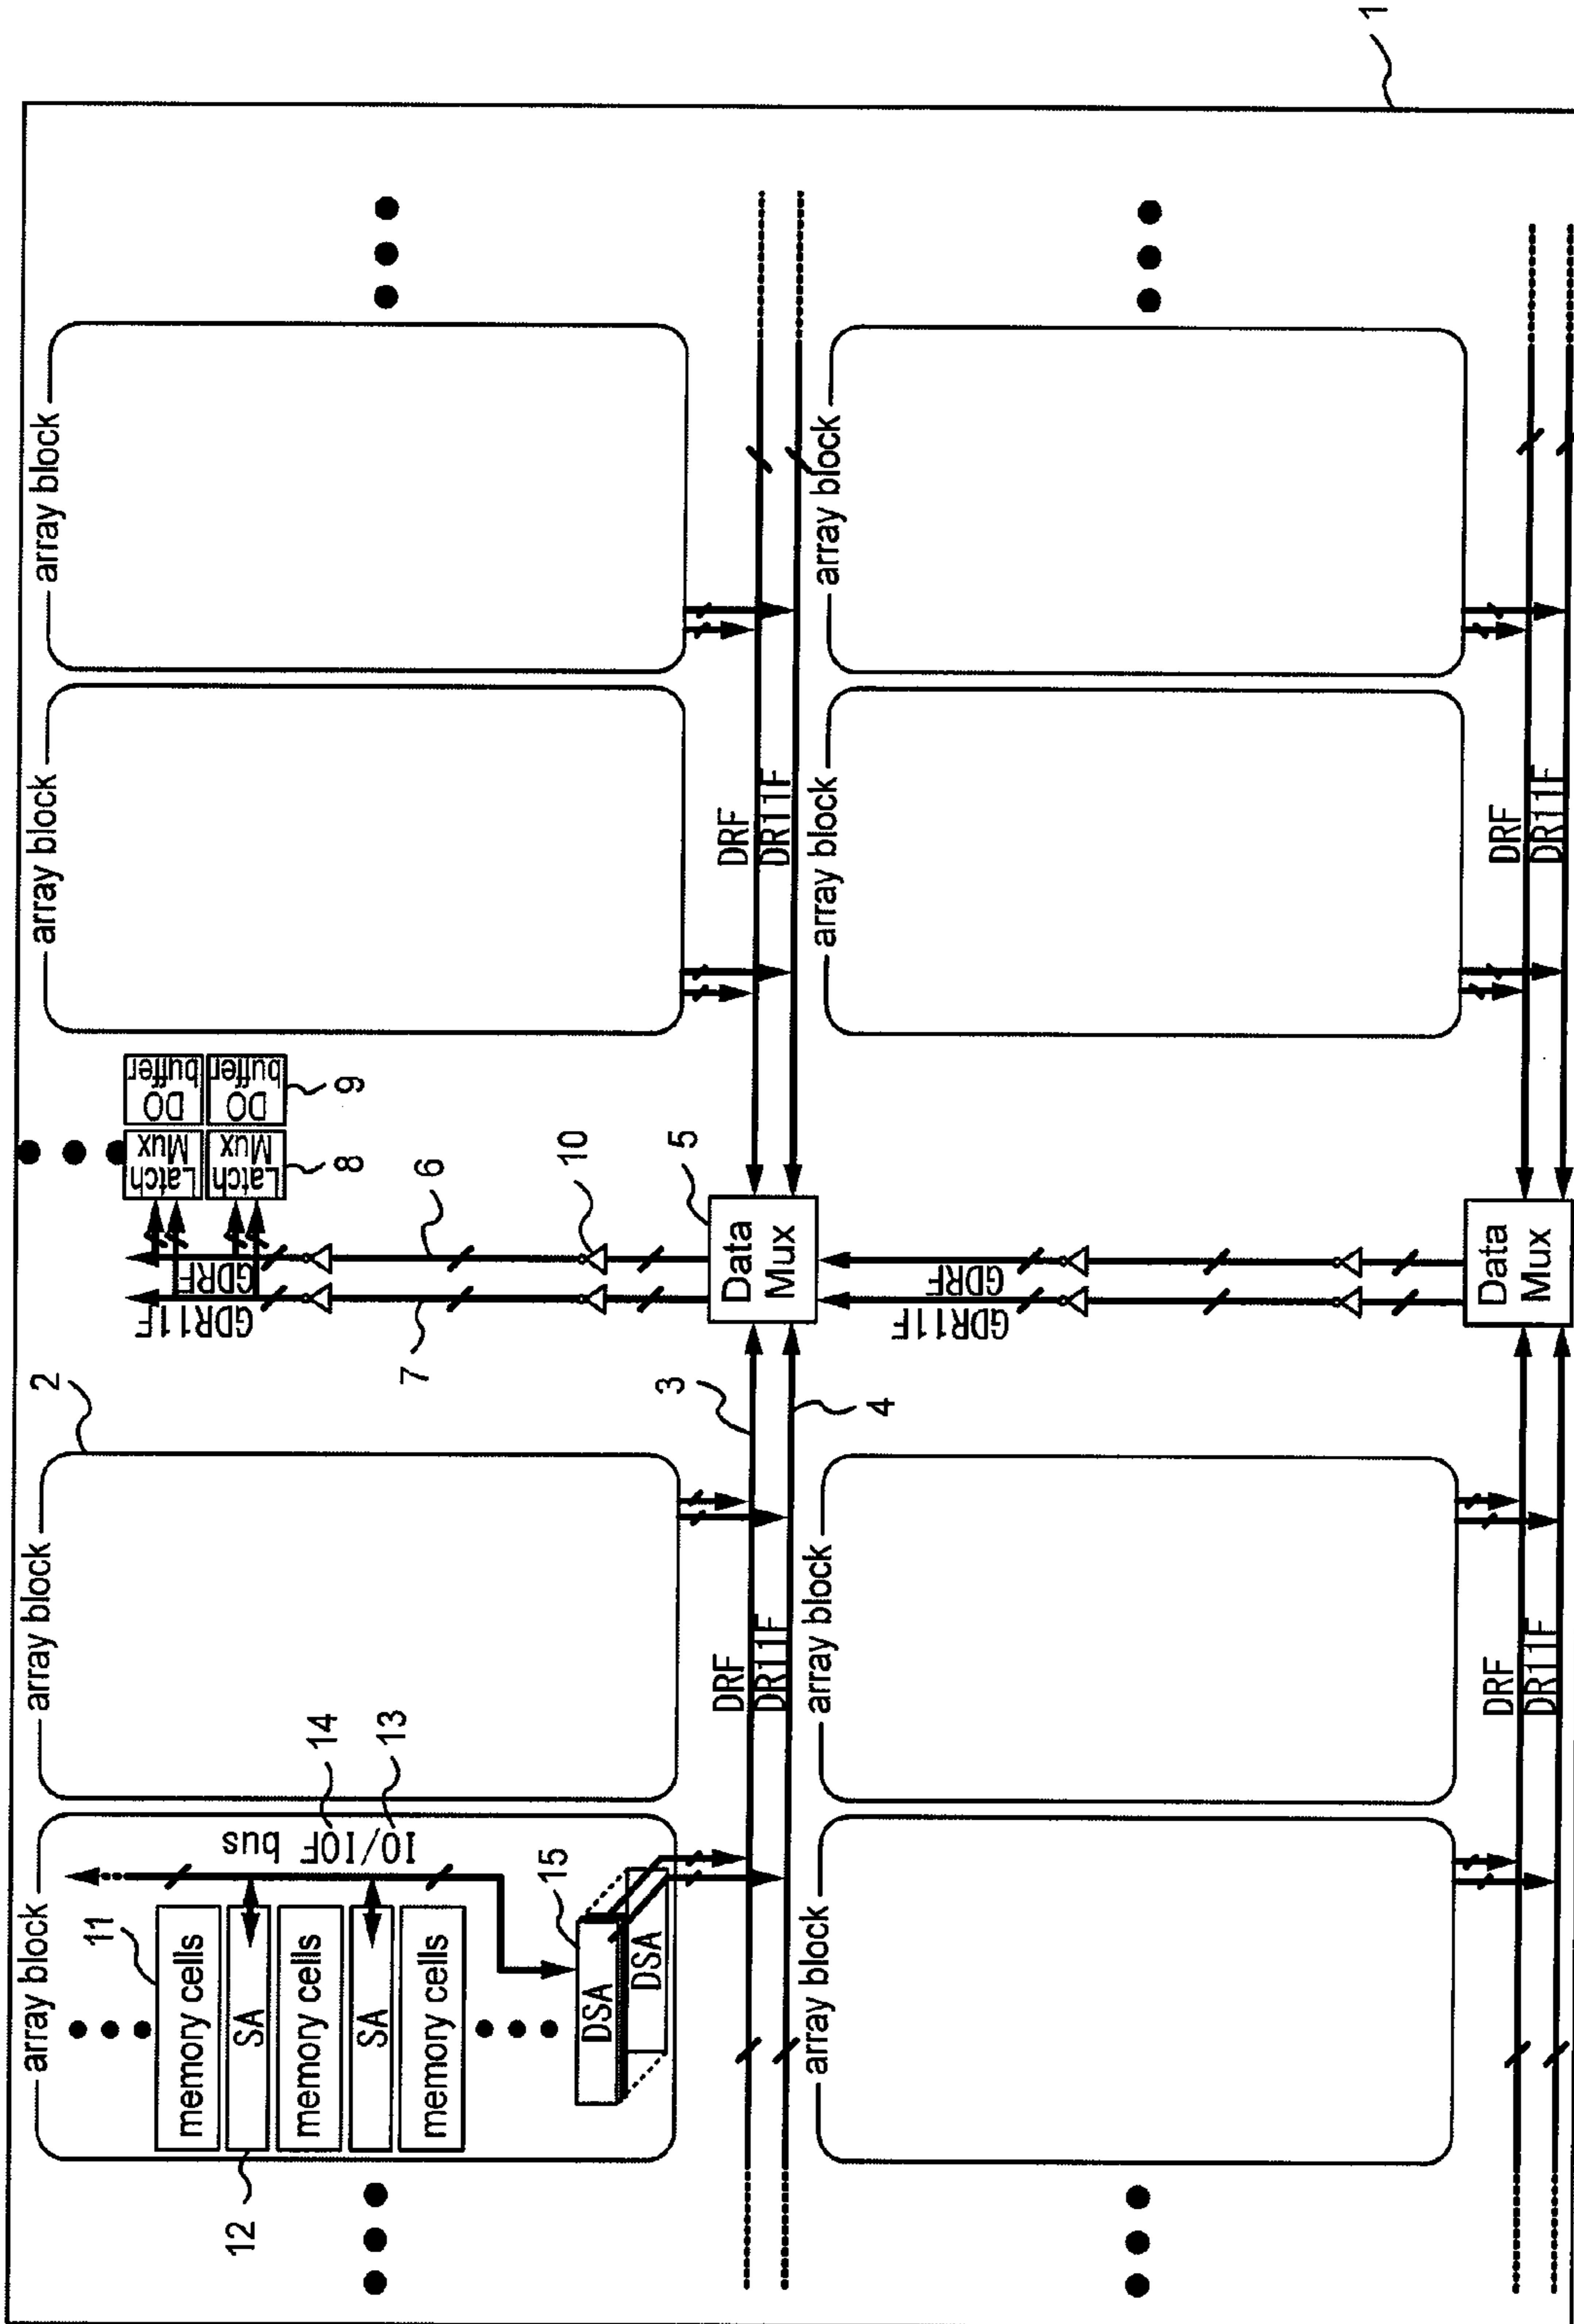 1
array block
array block
2
array block
array block
memory cells
11
SA
12
memory cells
SA
memory cells
IO/IOF bus
14
13
DSA
DSA
15
GDR11F
GDRF
Latch
Mux
DO
buffer
Latch
Mux
DO
buffer
8
9
7
6
10
DRF
DR11F
3
4
Data
Mux
5
DRF
DR11F
array block
array block
array block
array block
GDR11F
GDRF
DRF
DR11F
Data
Mux
DRF
DR11F